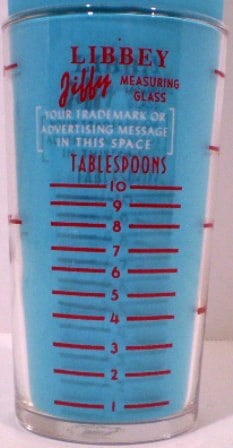 LIBBEY
Jiffy MEASURING
GLASS
YOUR TRADEMARK OR
ADVERTISING MESSAGE
IN THIS SPACE
TABLESPOONS
10
9
8
7
6
5
4
3
2
1